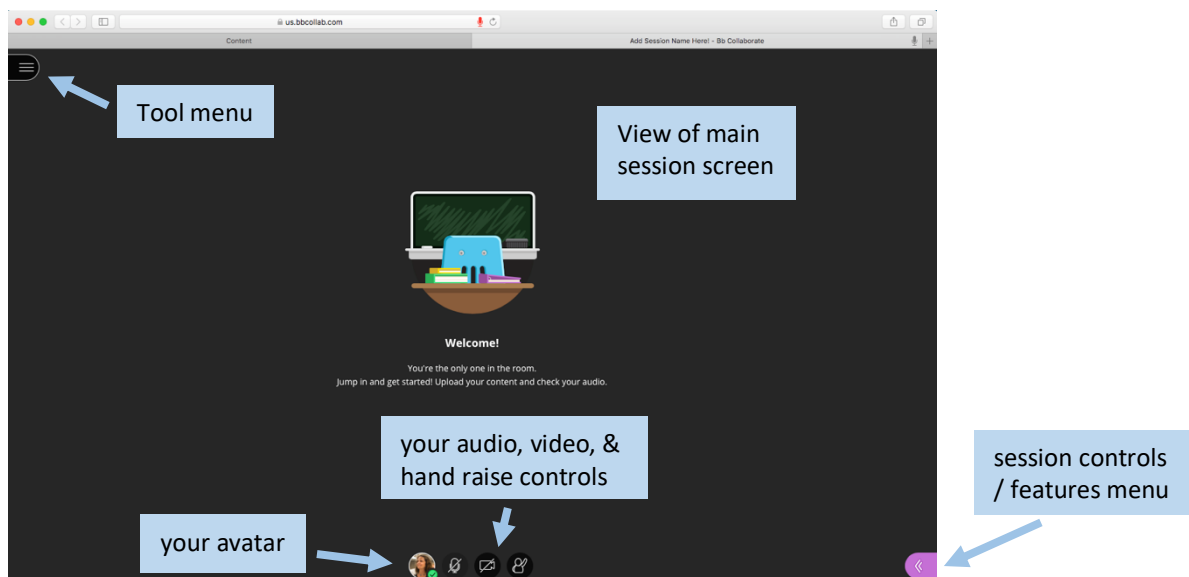 us.bbcollab.com
Content
Add Session Name Here! - Bb Collaborate
Tool menu
View of main
session screen
Welcome!
You're the only one in the room.
Jump in and get started! Upload your content and check your audio.
your audio, video, &
hand raise controls
session controls
/ features menu
your avatar